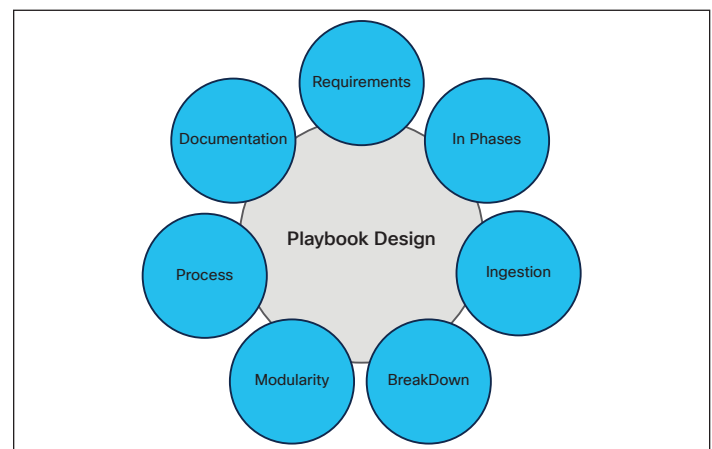 Requirements
Documentation
In Phases
Playbook Design
Process
Ingestion
Modularity
BreakDown